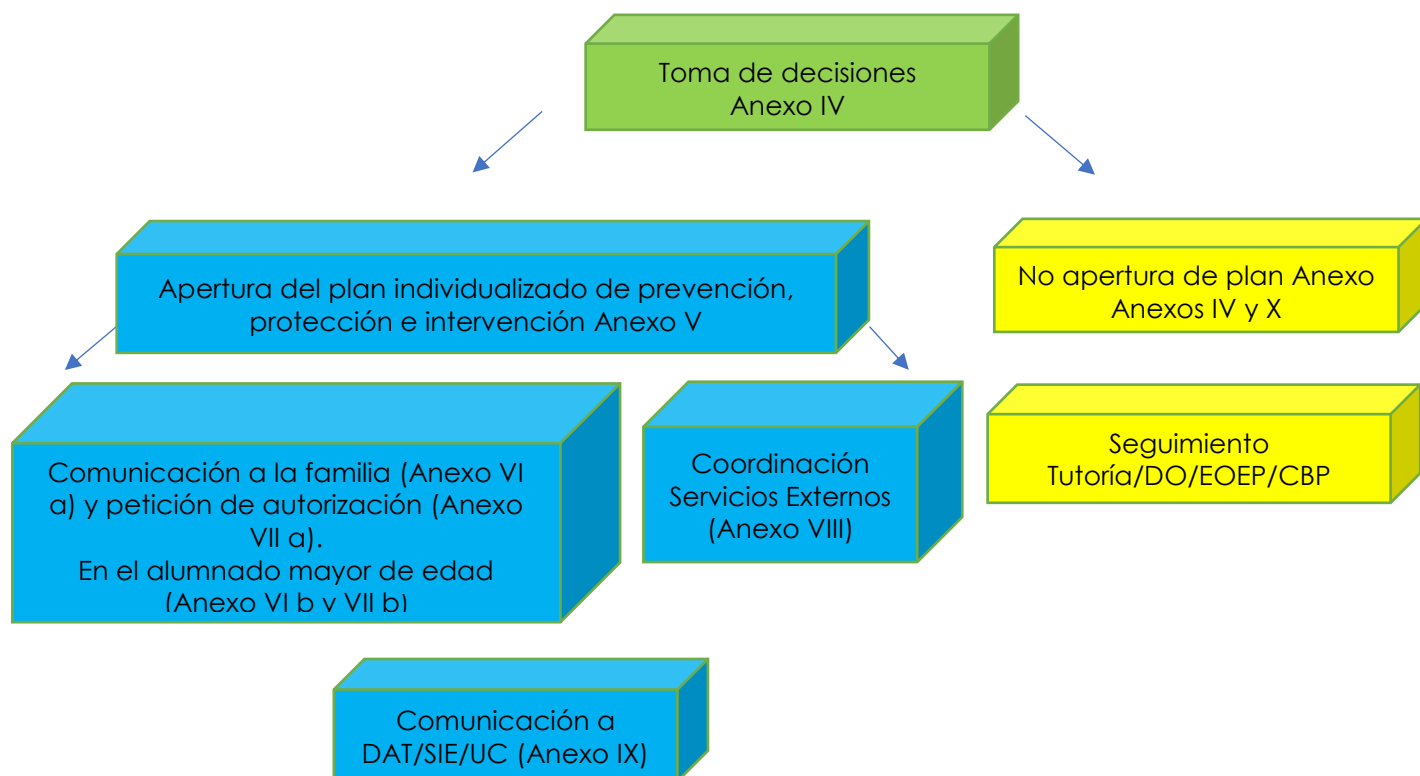 Toma de decisiones
Anexo IV
Apertura del plan individualizado de prevención,
protección e intervención Anexo V
No apertura de plan Anexo
Anexos IV y X
Comunicación a la familia (Anexo VI
a) y petición de autorización (Anexo
VII a).
En el alumnado mayor de edad
(Anexo VI b y VII b)
Coordinación
Servicios Externos
(Anexo VIII)
Seguimiento
Tutoría/DO/EOEP/CBP
Comunicación a
DAT/SIE/UC (Anexo IX)